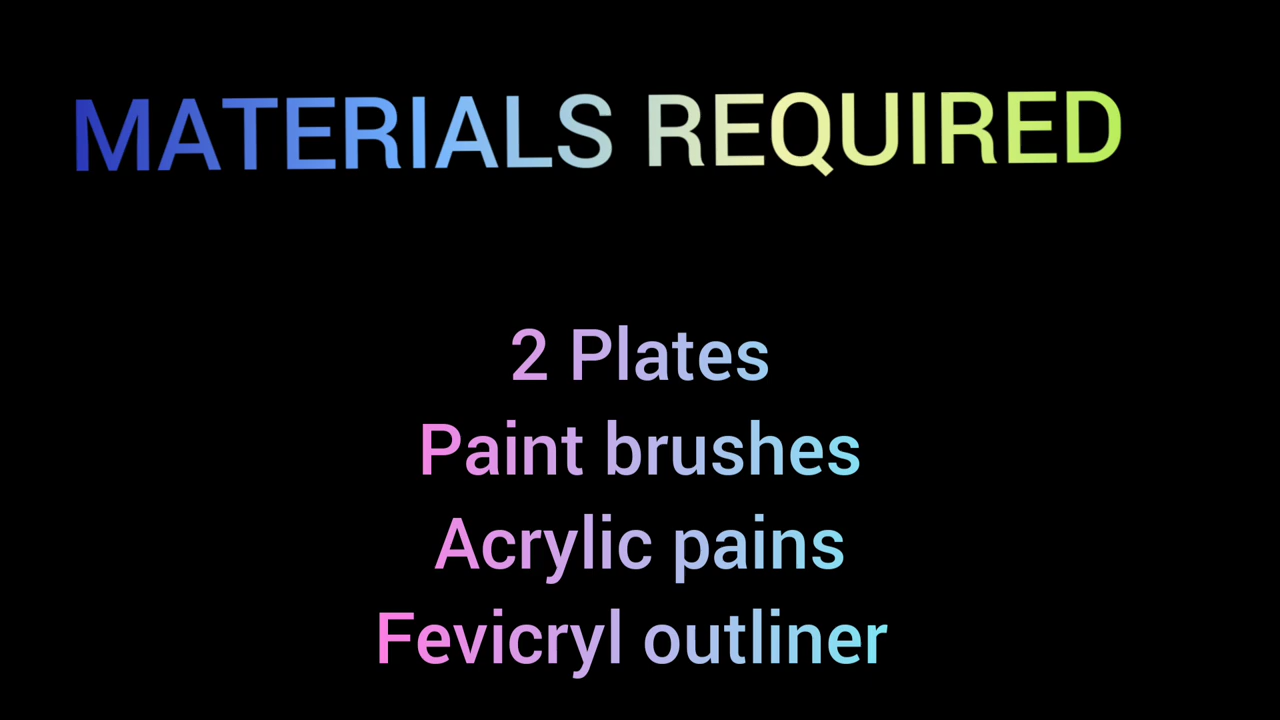 MATERIALS REQUIRED
2 Plates
Paint brushes
Acrylic pains
Fevicryl outliner